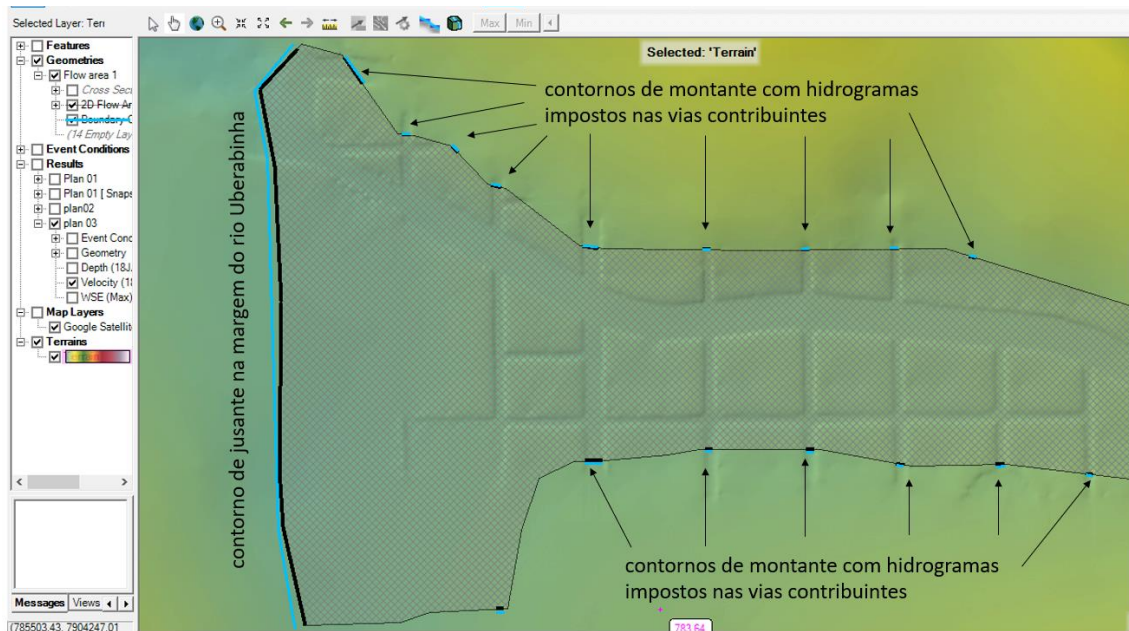 Selected Layer: Terr
Max
Min
Features
Geometries
Flow area 1
Cross Sect
2D Flow Ar
Boundary C
(14 Empty Lay
Event Conditions
Results
Plan 01
Plan 01 [ Snaps
plan02
plan 03
Event Cond
Geometry
Depth (18J
Velocity (18
WSE (Max)
Map Layers
Google Satellit
Terrains
Messages Views
(785503.43, 7904247.01
Selected: 'Terrain'
contornos de montante com hidrogramas
impostos nas vias contribuintes
contorno de jusante na margem do rio Uberabinha
contornos de montante com hidrogramas
impostos nas vias contribuintes
783.64